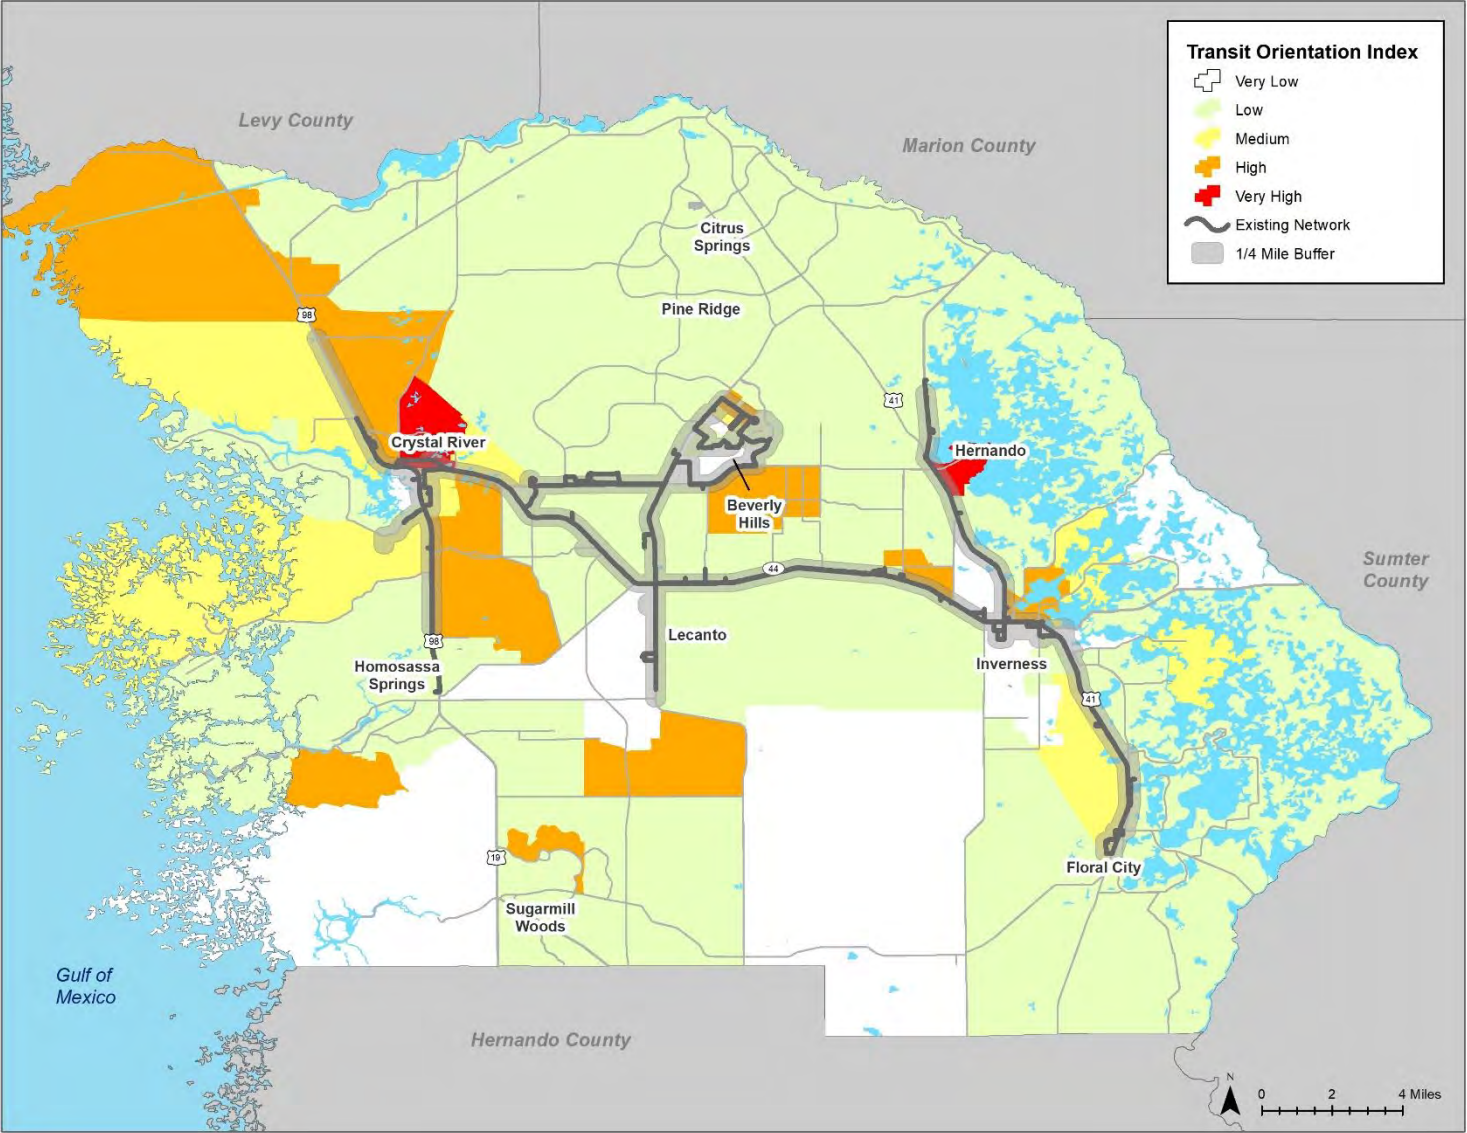 Transit Orientation Index
Very Low
Low
Medium
High
Very High
Existing Network
1/4 Mile Buffer
Levy County
Marion County
Citrus
Springs
Pine Ridge
98
41
Crystal River
Hernando
Beverly
Hills
44
Sumter
County
98
Lecanto
Homosassa
Springs
Inverness
41
19
Floral City
Sugarmill
Woods
Gulf of
Mexico
Hernando County
N
0 2 4 Miles